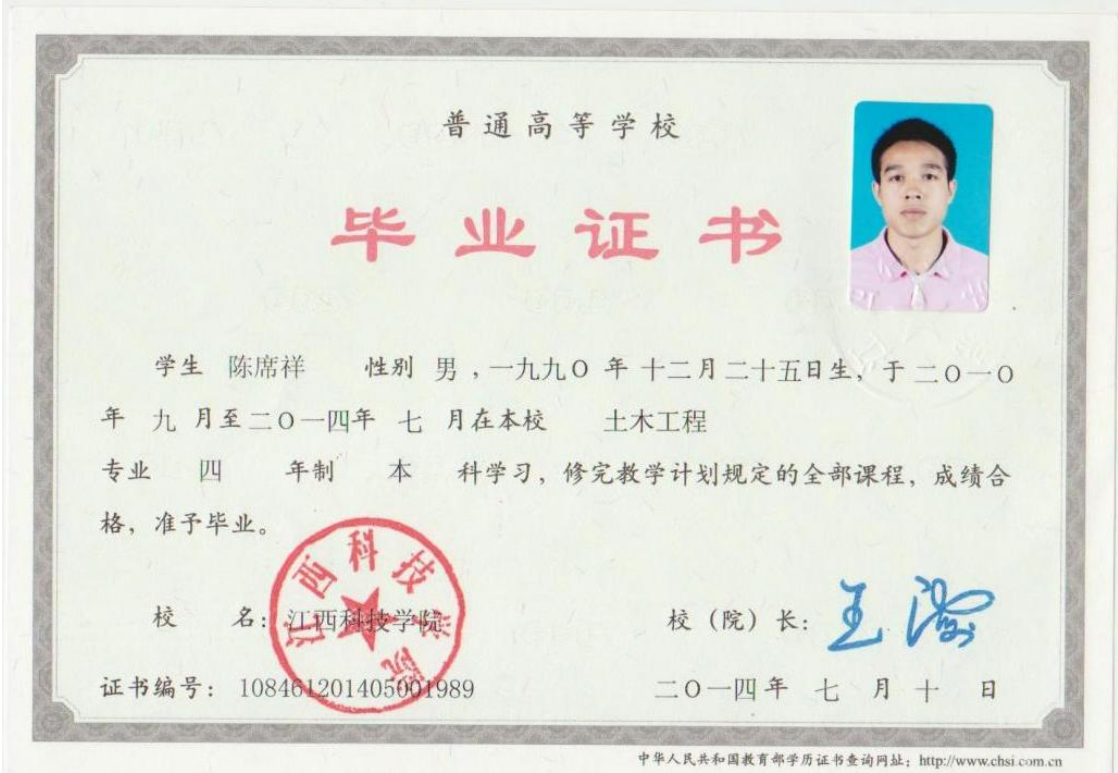 普通高等学校
毕业证书
学生 陈席祥 性别 男，一九九〇 年 十二月二十五日生，于二〇一〇
年 九 月至二〇一四年 七 月在本校 土木工程
专业 四 年制 本 科学习，修完教学计划规定的全部课程，成绩合
格，准予毕业。
校 名：江西科技学院
江西科技学院
校（院）长：
证书编号：108461201405001989
二〇一四年 七 月 十 日
中华人民共和国教育部学历证书查询网址：http://www.chsi.com.cn